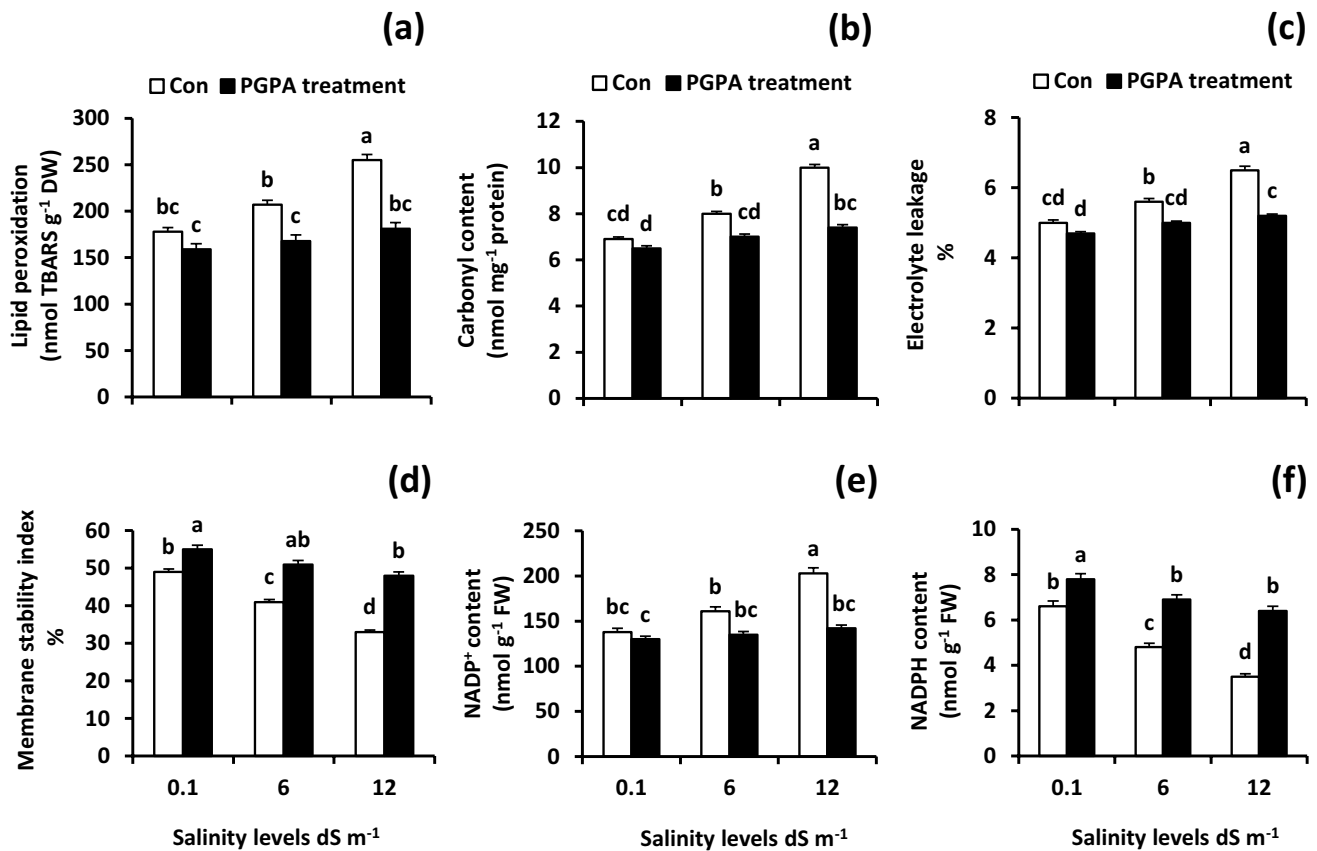 (a)
Con PGPA treatment
Lipid peroxidation
(nmol TBARS g⁻¹ DW)
300
250
200
150
100
50
0
bc c b c a bc
(b)
Con PGPA treatment
Carbonyl content
(nmol mg⁻¹ protein)
12
10
8
6
4
2
0
cd d b cd a bc
(c)
Con PGPA treatment
Electrolyte leakage
%
8
6
4
2
0
cd d b cd a c
(d)
Membrane stability index
%
60
50
40
30
20
10
0
b a c ab d b
0.1 6 12
Salinity levels dS m⁻¹
(e)
NADP⁺ content
(nmol g⁻¹ FW)
250
200
150
100
50
0
bc c b bc a bc
0.1 6 12
Salinity levels dS m⁻¹
(f)
NADPH content
(nmol g⁻¹ FW)
10
8
6
4
2
0
b a c b d b
0.1 6 12
Salinity levels dS m⁻¹